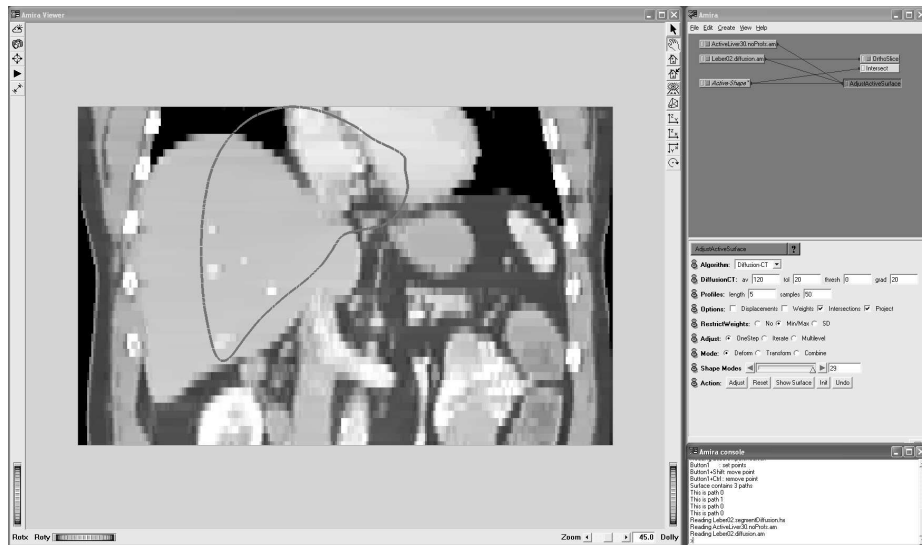 Amira Viewer
Rotx Roty
Zoom 45.0 Dolly
Amira
File Edit Create View Help
ActiveLiver30.noProfs.am
Leber02.diffusion.am
OrthoSlice
Intersect
Active-Shape*
AdjustActiveSurface
AdjustActiveSurface ?
Algorithm: Diffusion-CT
DiffusionCT: av 120 tol 20 thresh 0 grad 20
Profiles: length 5 samples 50
Options: Displacements Weights Intersections Project
RestrictWeights: No Min/Max SD
Adjust: OneStep Iterate Multilevel
Mode: Deform Transform Combine
Shape Modes 29
Action: Adjust Reset Show Surface Init Undo
Amira console
Button1 : set points
Button1+Shift: move point
Button1+Ctrl : remove point
Surface contains 3 paths
This is path 0
This is path 1
This is path 0
This is path 0
Reading Leber02.segmentDiffusion.hs
Reading ActiveLiver30.noProfs.am
Reading Leber02.diffusion.am